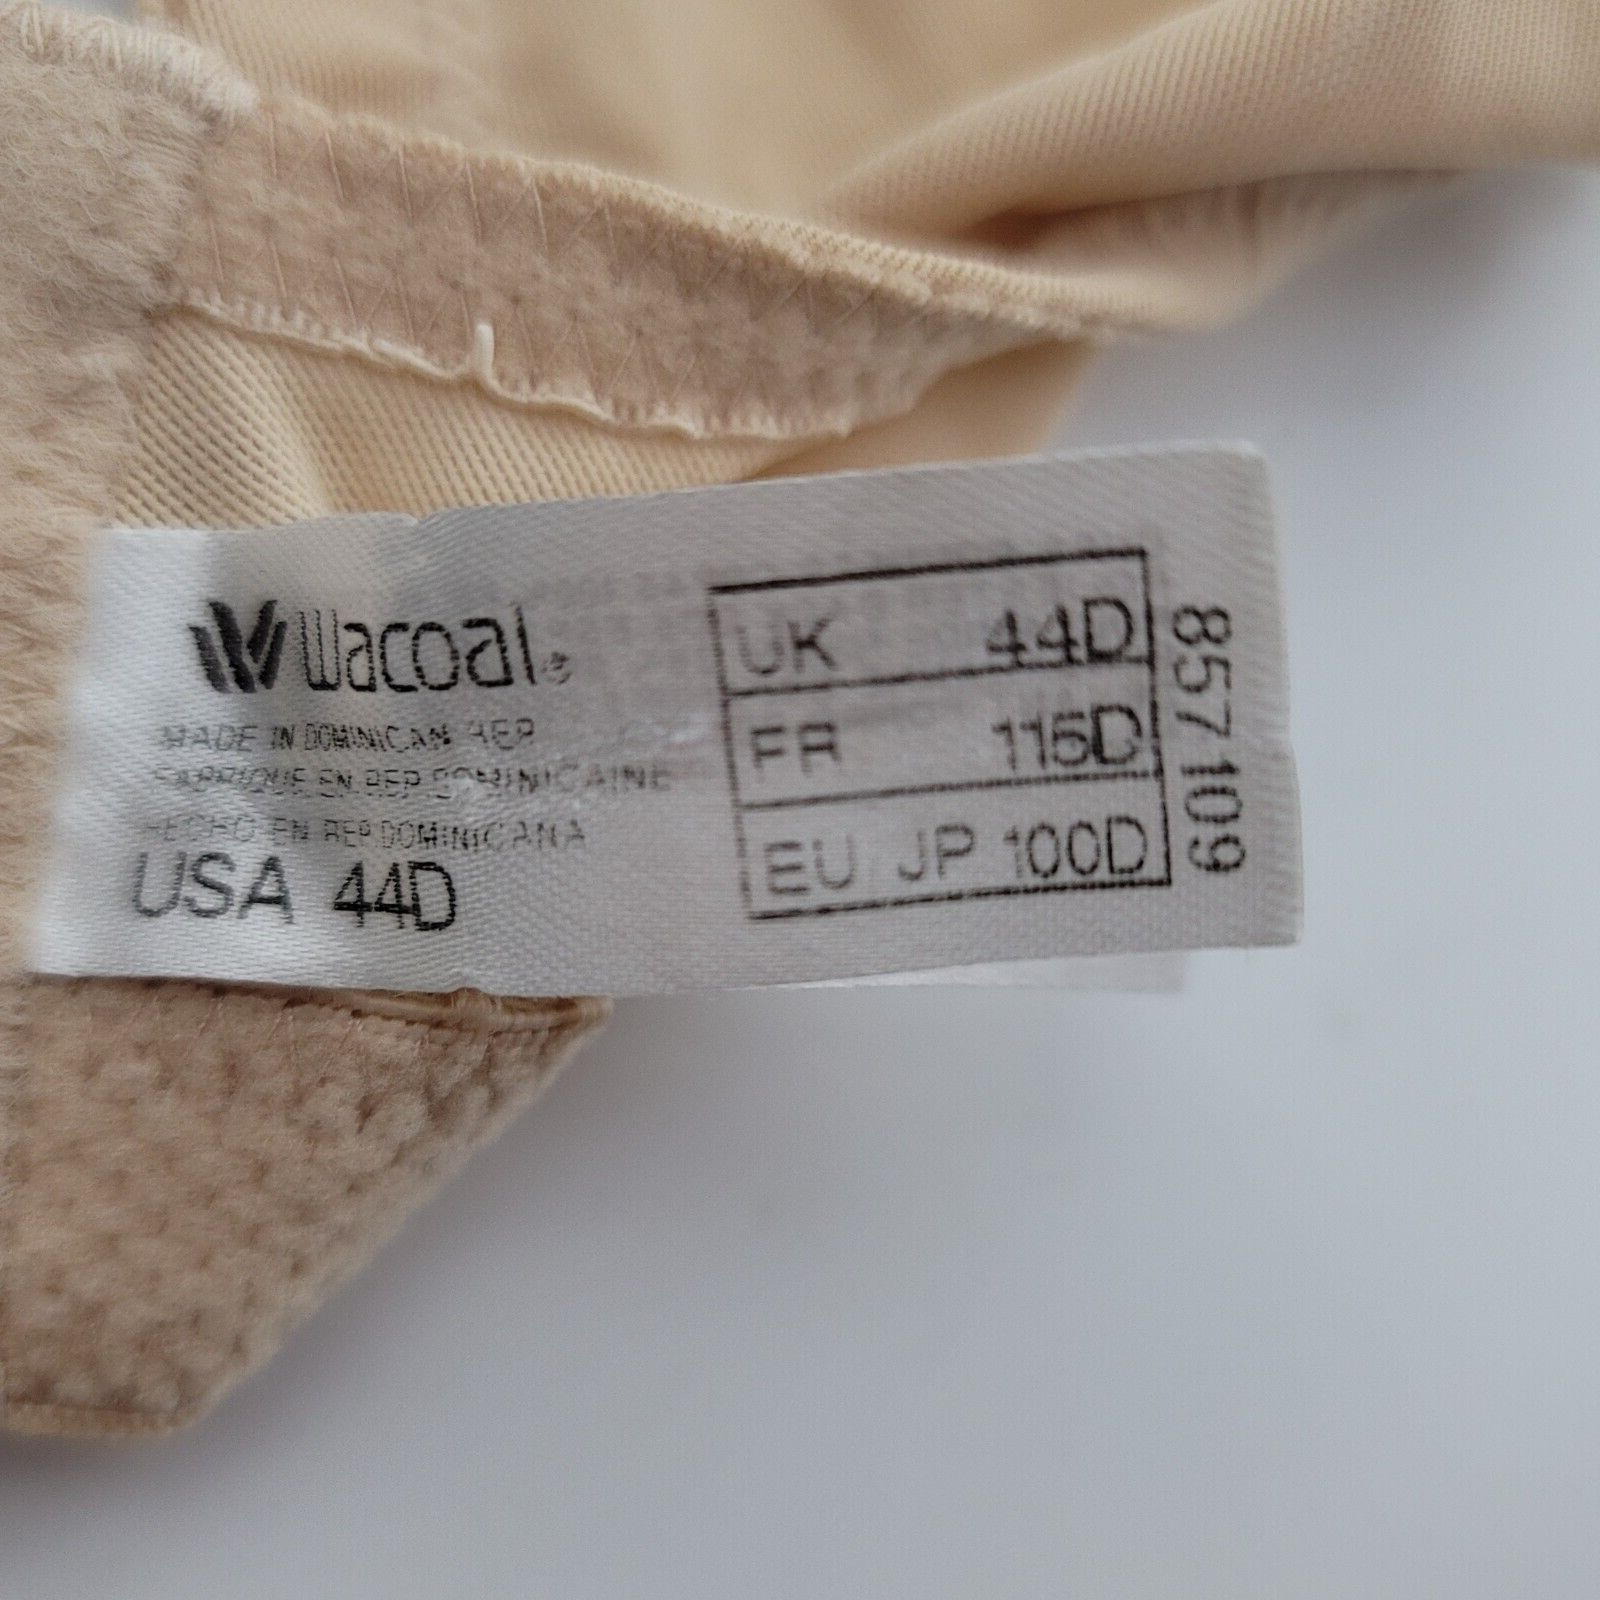 Wacoal®
MADE IN DOMINICAN REP
FABRIQUE EN REP DOMINICAINE
HECHO EN REP.DOMINICANA
USA 44D
UK 44D
FR 115D
EU JP 100D
857109